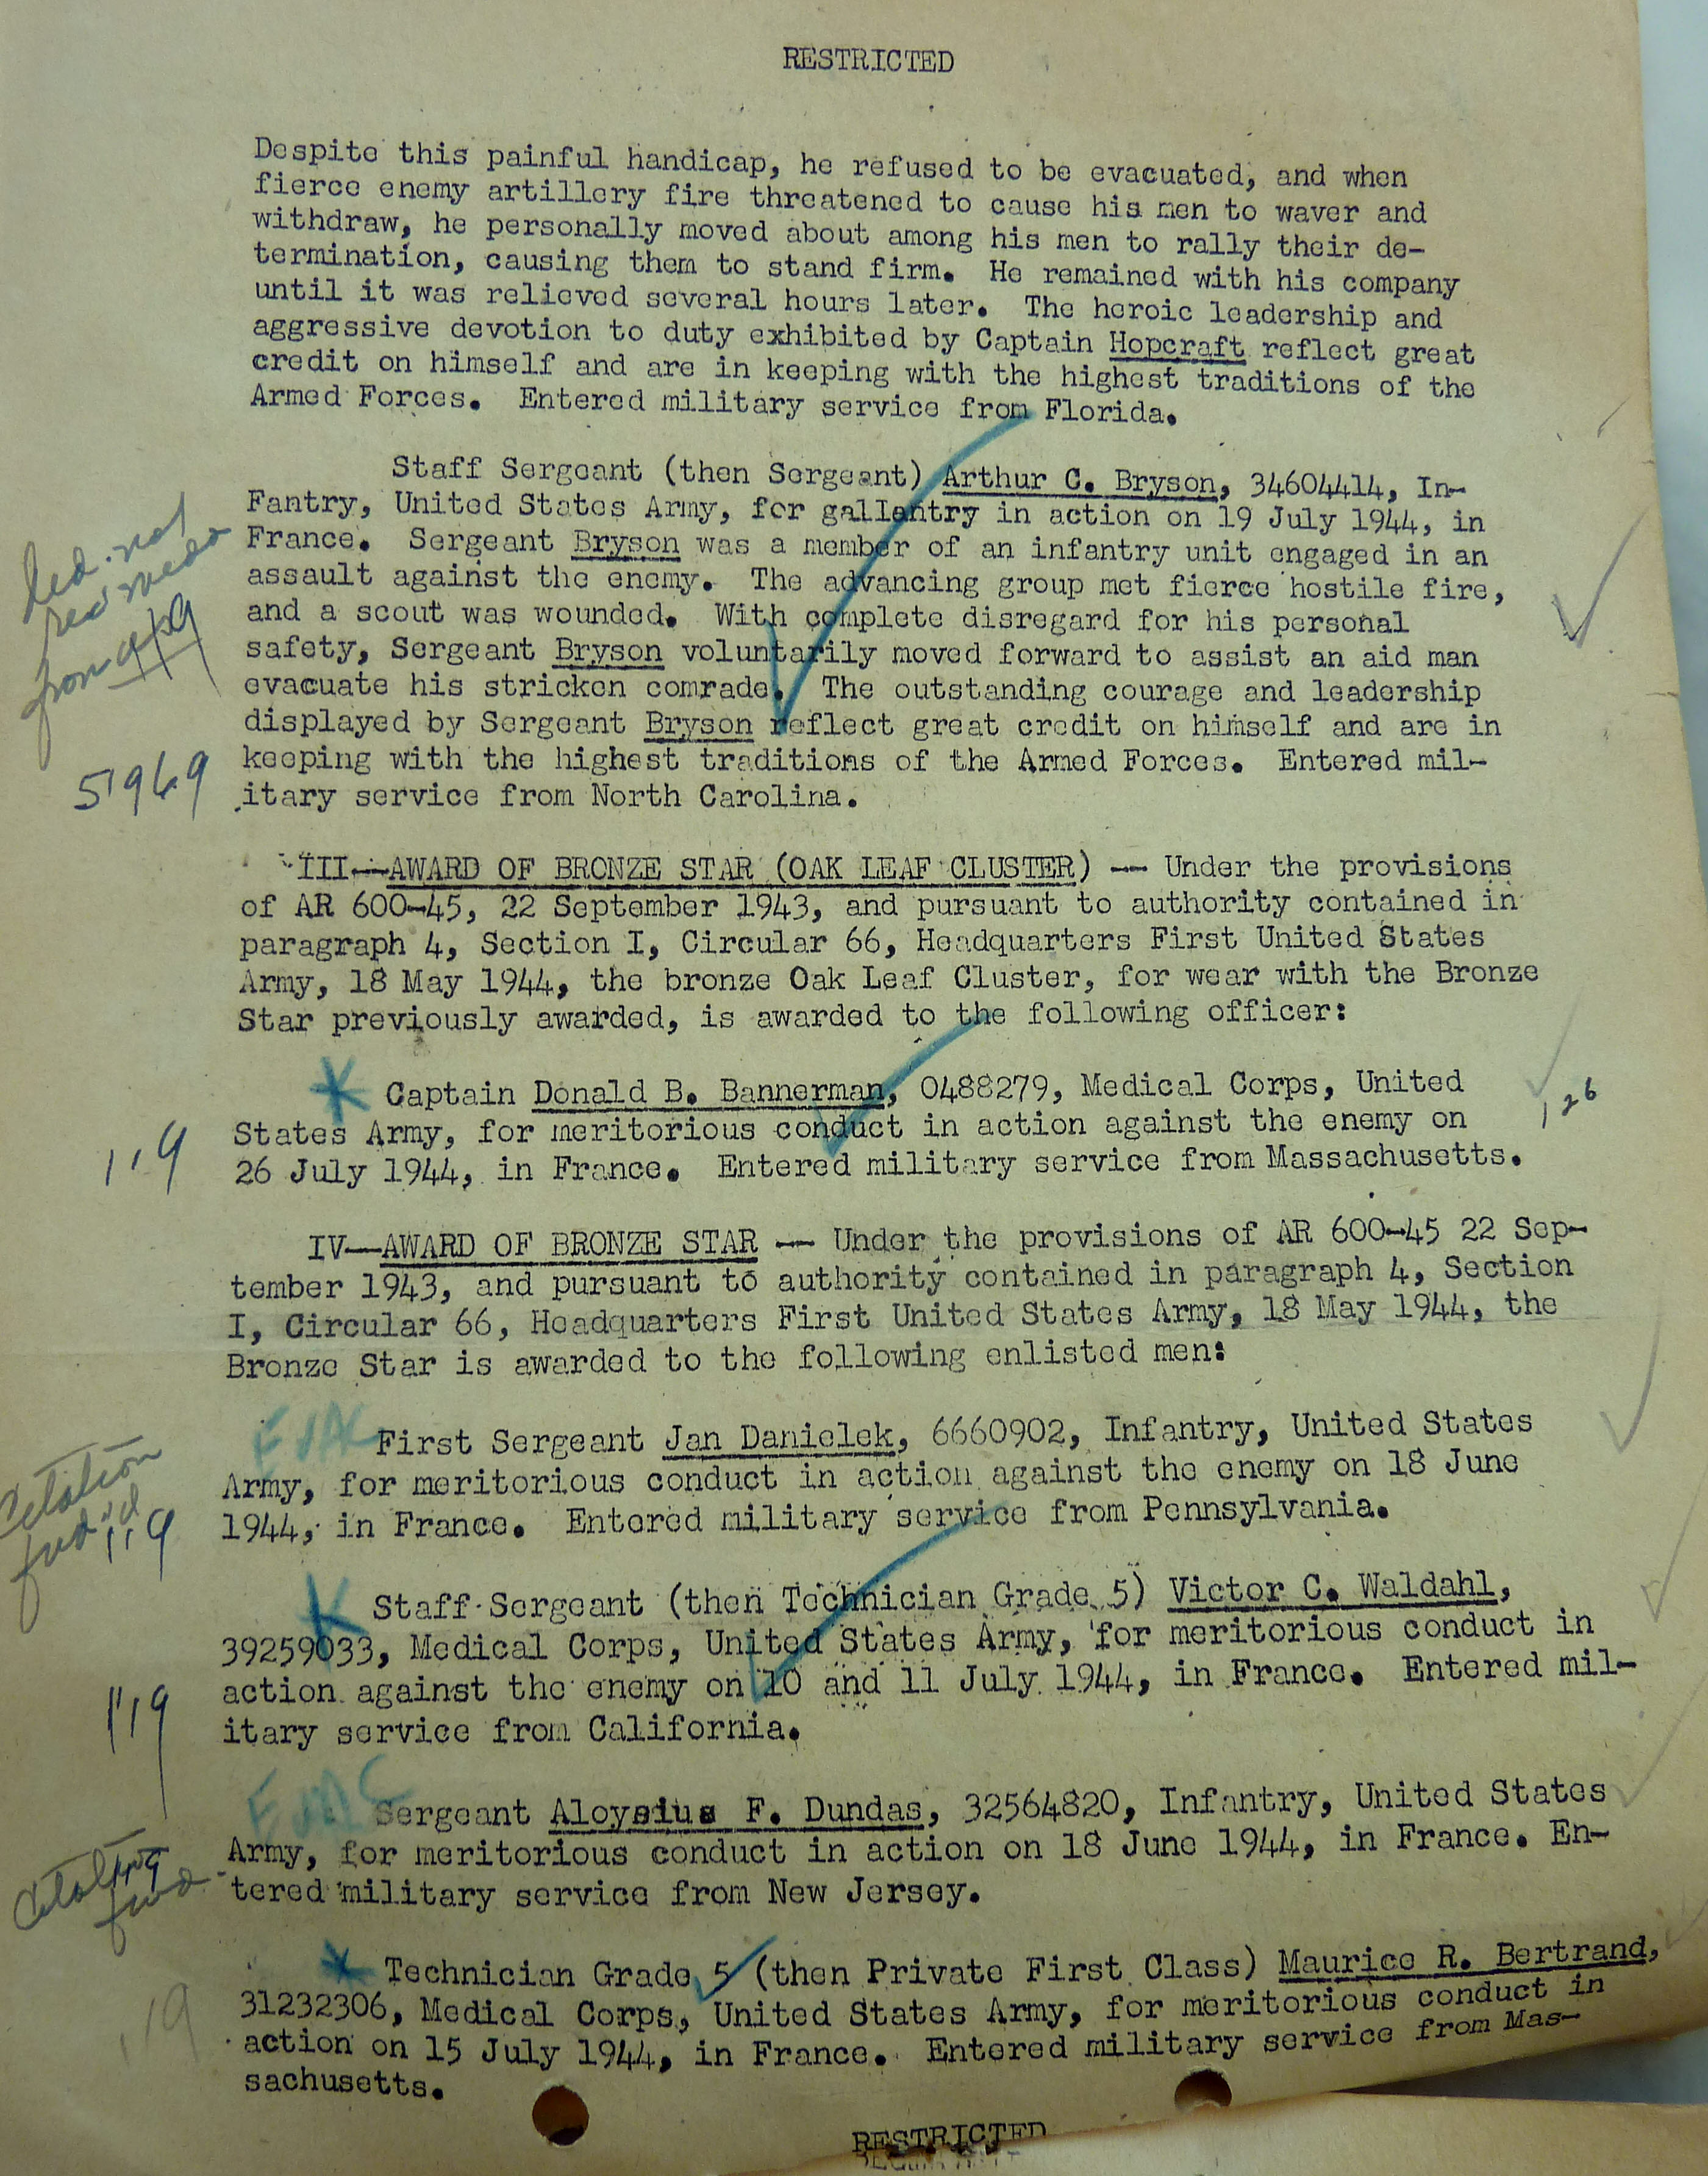 RESTRICTED
Despite this painful handicap, he refused to be evacuated, and when
fierce enemy artillery fire threatened to cause his men to waver and
withdraw, he personally moved about among his men to rally their de-
termination, causing them to stand firm. He remained with his company
until it was relieved several hours later. The heroic leadership and
aggressive devotion to duty exhibited by Captain Hopcraft reflect great
credit on himself and are in keeping with the highest traditions of the
Armed Forces. Entered military service from Florida.
Staff Sergeant (then Sergeant) Arthur C. Bryson, 34604414, In-
Fantry, United States Army, for gallantry in action on 19 July 1944, in
France. Sergeant Bryson was a member of an infantry unit engaged in an
assault against the enemy. The advancing group met fierce hostile fire,
and a scout was wounded. With complete disregard for his personal
safety, Sergeant Bryson voluntarily moved forward to assist an aid man
evacuate his stricken comrade. The outstanding courage and leadership
displayed by Sergeant Bryson reflect great credit on himself and are in
keeping with the highest traditions of the Armed Forces. Entered mil-
itary service from North Carolina.
from
5969
III--AWARD OF BRONZE STAR (OAK LEAF CLUSTER) -- Under the provisions
of AR 600-45, 22 September 1943, and pursuant to authority contained in
paragraph 4, Section I, Circular 66, Headquarters First United States
Army, 18 May 1944, the bronze Oak Leaf Cluster, for wear with the Bronze
Star previously awarded, is awarded to the following officer:
* Captain Donald B. Bannerman, 0488279, Medical Corps, United
States Army, for meritorious conduct in action against the enemy on
26 July 1944, in France. Entered military service from Massachusetts.
119
126
IV--AWARD OF BRONZE STAR -- Under the provisions of AR 600-45 22 Sep-
tember 1943, and pursuant to authority contained in paragraph 4, Section
I, Circular 66, Headquarters First United States Army, 18 May 1944, the
Bronze Star is awarded to the following enlisted men:
First Sergeant Jan Danielek, 6660902, Infantry, United States
Army, for meritorious conduct in action against the enemy on 18 June
1944, in France. Entered military service from Pennsylvania.
Citation
119
Staff Sergeant (then Technician Grade 5) Victor C. Waldahl,
39259033, Medical Corps, United States Army, for meritorious conduct in
action against the enemy on 10 and 11 July 1944, in France. Entered mil-
itary service from California.
119
Sergeant Aloysius F. Dundas, 32564820, Infantry, United States
Army, for meritorious conduct in action on 18 June 1944, in France. En-
tered military service from New Jersey.
* Technician Grade 5 (then Private First Class) Maurice R. Bertrand,
31232306, Medical Corps, United States Army, for meritorious conduct in
action on 15 July 1944, in France. Entered military service from Mas-
sachusetts.
119
RESTRICTED